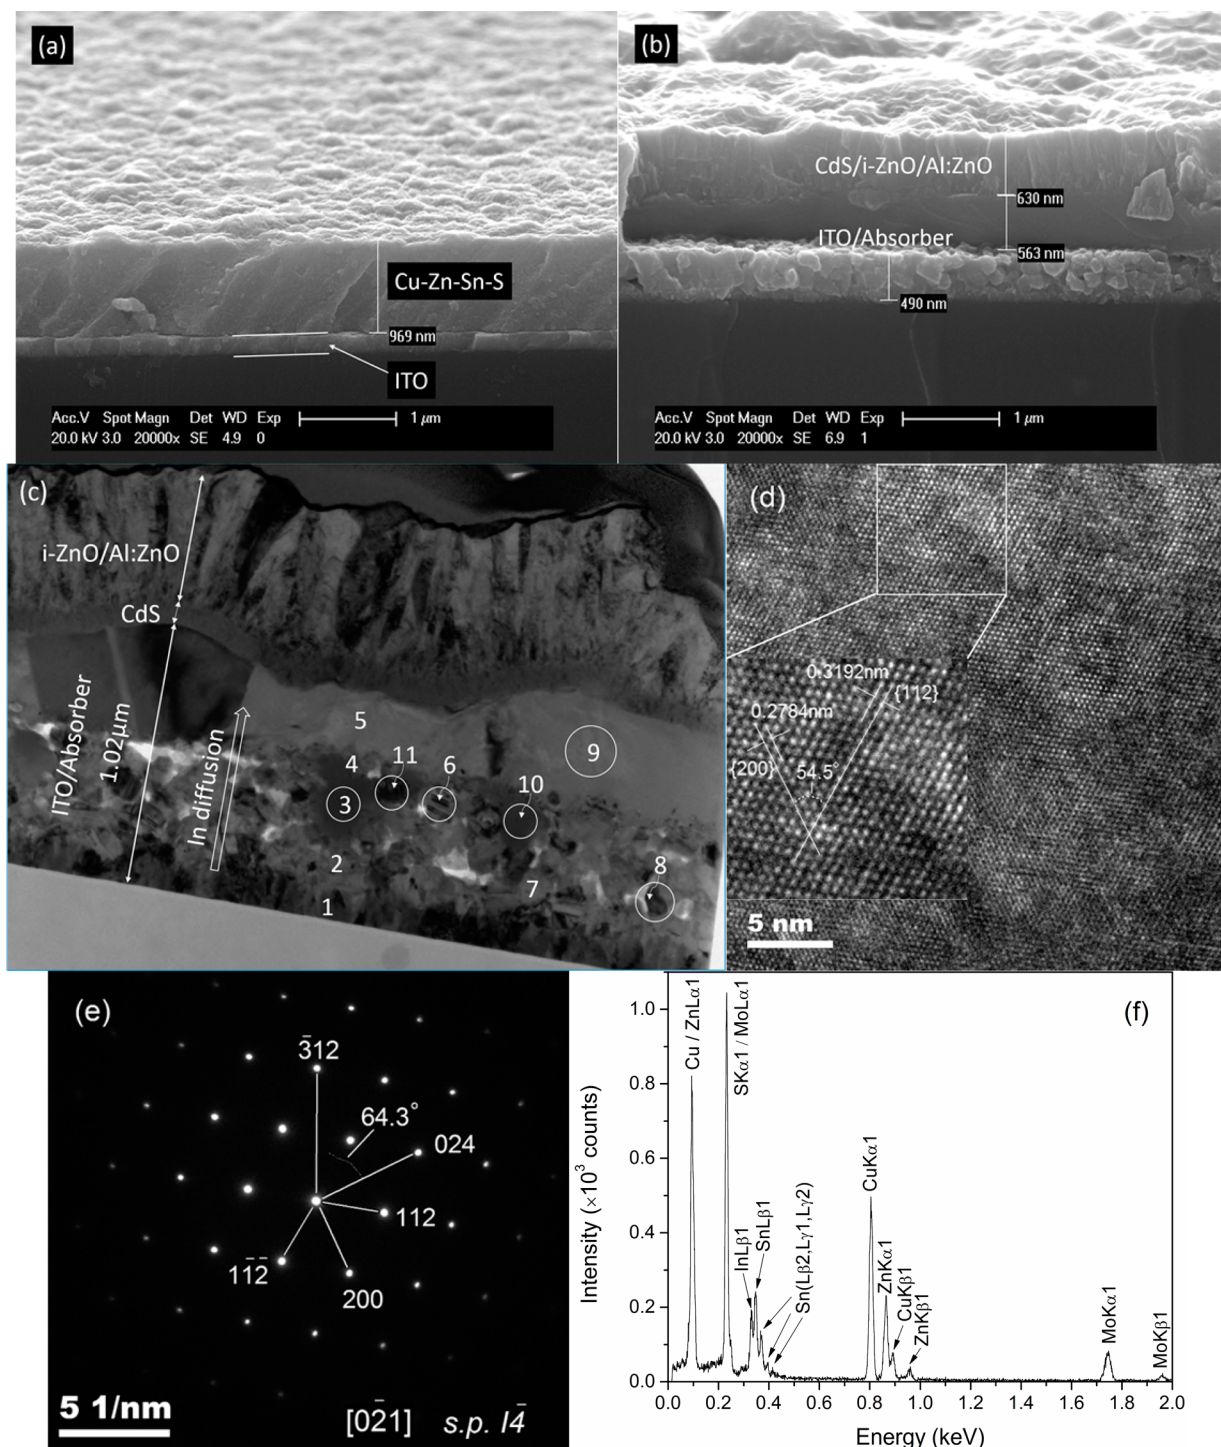 (a)
Cu-Zn-Sn-S
969 nm
ITO
Acc.V Spot Magn Det WD Exp
20.0 kV 3.0 20000x SE 4.9 0
1 µm
(b)
CdS/i-ZnO/Al:ZnO
630 nm
ITO/Absorber
563 nm
490 nm
Acc.V Spot Magn Det WD Exp
20.0 kV 3.0 20000x SE 6.9 1
1 µm
(c)
i-ZnO/Al:ZnO
CdS
ITO/Absorber
1.02µm
In diffusion
5
9
4
11
6
10
3
2
7
8
1
(d)
0.3192nm
{112}
0.2784nm
{200}
54.5°
5 nm
(e)
3̄12
64.3°
024
112
11̄2̄
200
5 1/nm
[02̄1] s.p. I4̄
(f)
Intensity (×10³ counts)
1.0
0.8
0.6
0.4
0.2
0.0
Cu / ZnLα1
SKα1 / MoLα1
InLβ1
SnLβ1
Sn(Lβ2,Lγ1,Lγ2)
CuKα1
ZnKα1
CuKβ1
ZnKβ1
MoKα1
MoKβ1
0.0 0.2 0.4 0.6 0.8 1.0 1.2 1.4 1.6 1.8 2.0
Energy (keV)